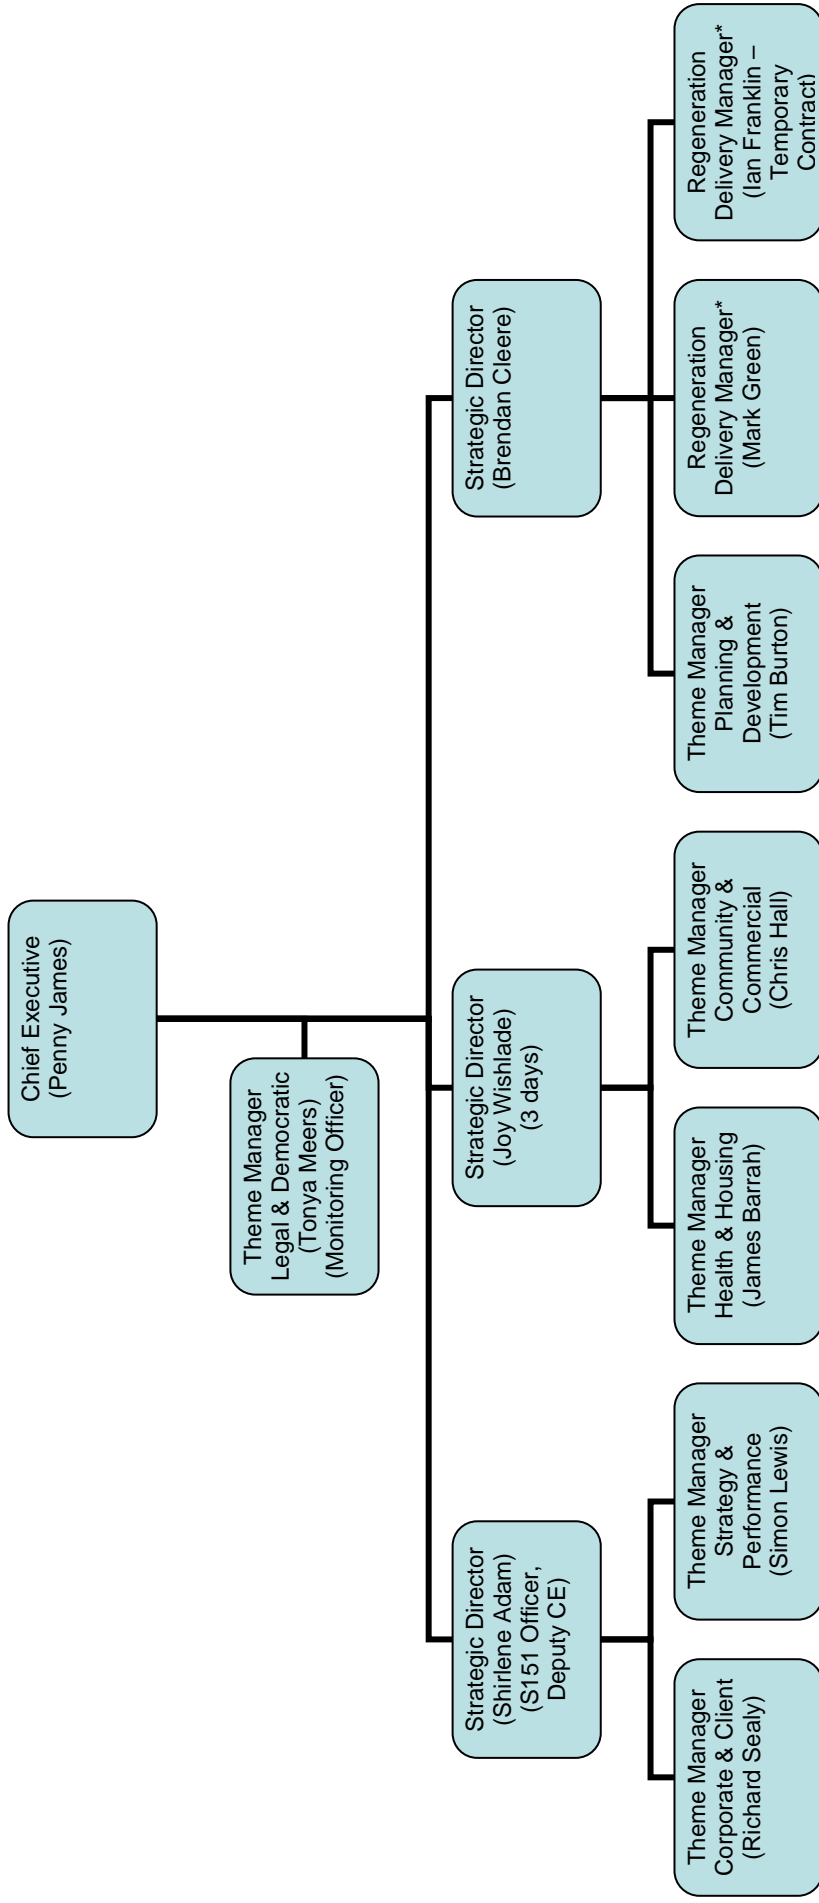 Chief Executive
(Penny James)
Theme Manager
Legal & Democratic
(Tonya Meers)
(Monitoring Officer)
Strategic Director
(Shirlene Adam)
(S151 Officer,
Deputy CE)
Strategic Director
(Joy Wishlade)
(3 days)
Strategic Director
(Brendan Cleere)
Theme Manager
Corporate & Client
(Richard Sealy)
Theme Manager
Strategy &
Performance
(Simon Lewis)
Theme Manager
Health & Housing
(James Barrah)
Theme Manager
Community &
Commercial
(Chris Hall)
Theme Manager
Planning &
Development
(Tim Burton)
Regeneration
Delivery Manager*
(Mark Green)
Regeneration
Delivery Manager*
(Ian Franklin –
Temporary
Contract)